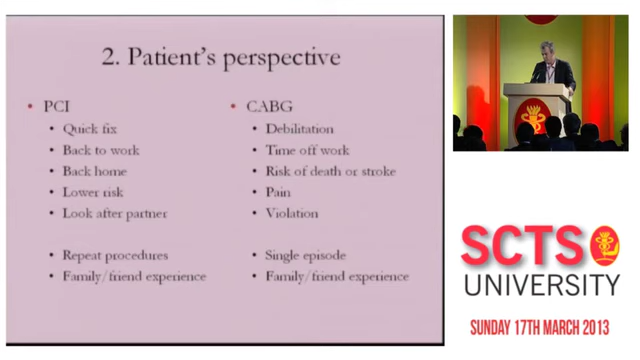 2. Patient's perspective
PCI
Quick fix
Back to work
Back home
Lower risk
Look after partner
Repeat procedures
Family/friend experience
CABG
Debilitation
Time off work
Risk of death or stroke
Pain
Violation
Single episode
Family/friend experience
SCTS
UNIVERSITY
SUNDAY 17TH MARCH 2013